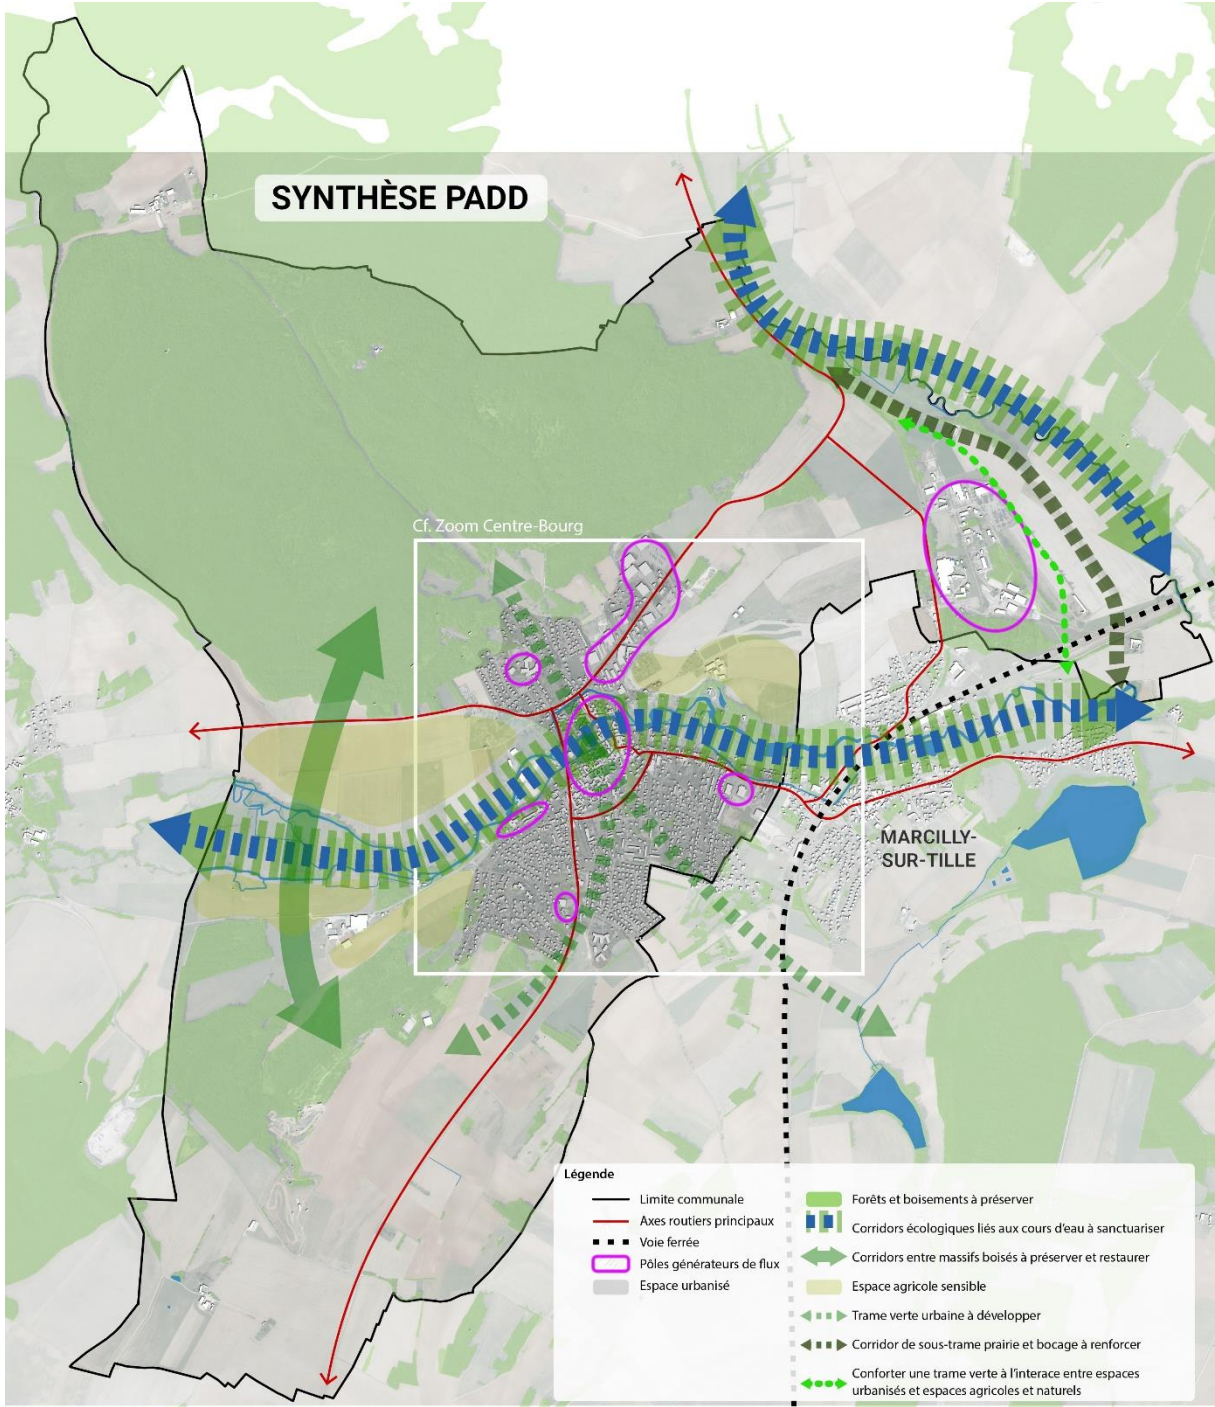 SYNTHÈSE PADD
Cf. Zoom Centre-Bourg
MARCILLY-
SUR-TILLE
Légende
Limite communale
Axes routiers principaux
Voie ferrée
Pôles générateurs de flux
Espace urbanisé
Forêts et boisements à préserver
Corridors écologiques liés aux cours d'eau à sanctuariser
Corridors entre massifs boisés à préserver et restaurer
Espace agricole sensible
Trame verte urbaine à développer
Corridor de sous-trame prairie et bocage à renforcer
Conforter une trame verte à l'interace entre espaces
urbanisés et espaces agricoles et naturels